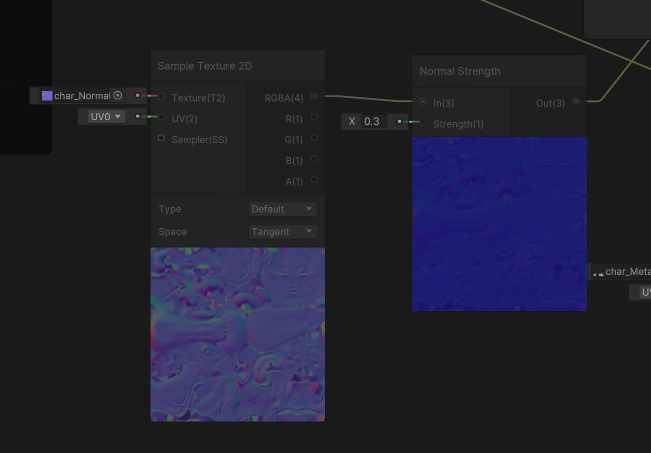 Sample Texture 2D
char_Normal
Texture(T2)
RGBA(4)
UV0
UV(2)
R(1)
Sampler(SS)
G(1)
B(1)
A(1)
Type
Default
Space
Tangent
Normal Strength
In(3)
Out(3)
X 0.3
Strength(1)
char_Meta